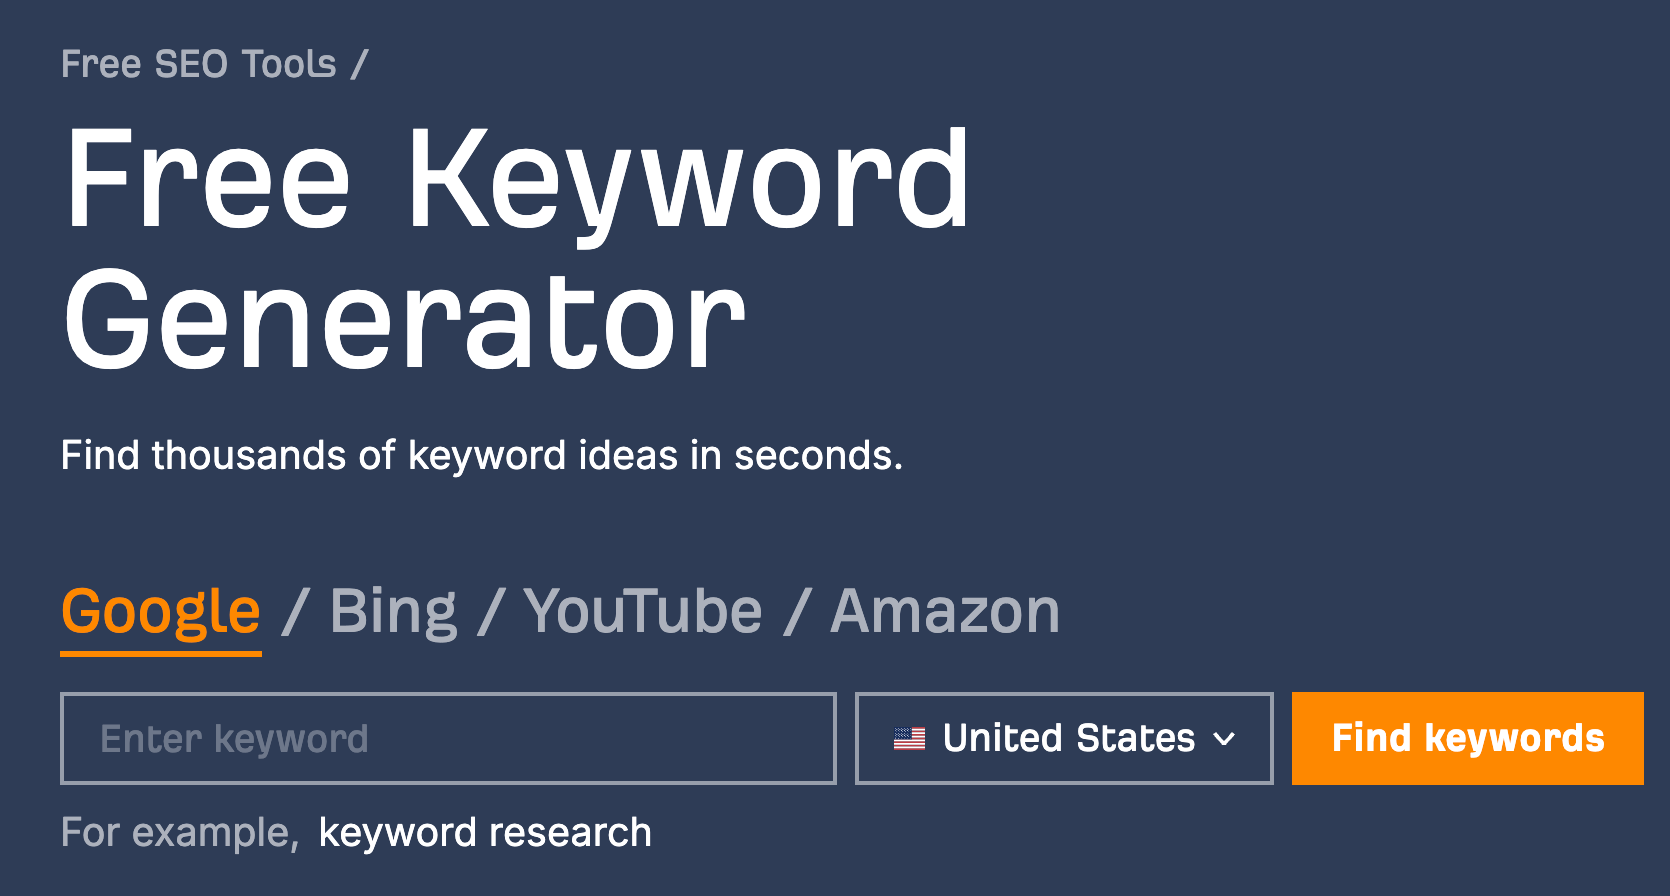 Free SEO Tools /
Free Keyword
Generator
Find thousands of keyword ideas in seconds.
Google / Bing / YouTube / Amazon
Enter keyword United States Find keywords
For example, keyword research